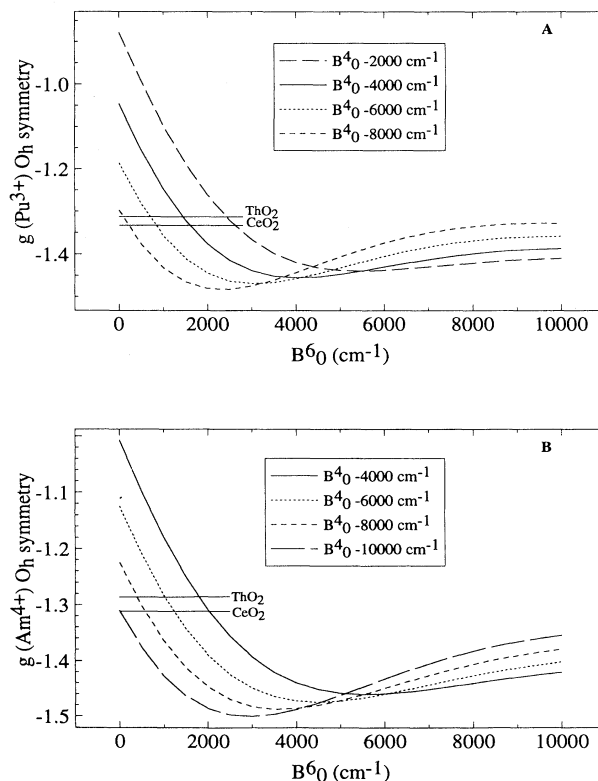 A
B⁴₀ -2000 cm⁻¹
B⁴₀ -4000 cm⁻¹
B⁴₀ -6000 cm⁻¹
B⁴₀ -8000 cm⁻¹
g (Pu³⁺) Oₕ symmetry
-1.0
-1.2
-1.4
ThO₂
CeO₂
0 2000 4000 6000 8000 10000
B⁶₀ (cm⁻¹)
B
B⁴₀ -4000 cm⁻¹
B⁴₀ -6000 cm⁻¹
B⁴₀ -8000 cm⁻¹
B⁴₀ -10000 cm⁻¹
g (Am⁴⁺) Oₕ symmetry
-1.1
-1.2
-1.3
-1.4
-1.5
ThO₂
CeO₂
0 2000 4000 6000 8000 10000
B⁶₀ (cm⁻¹)